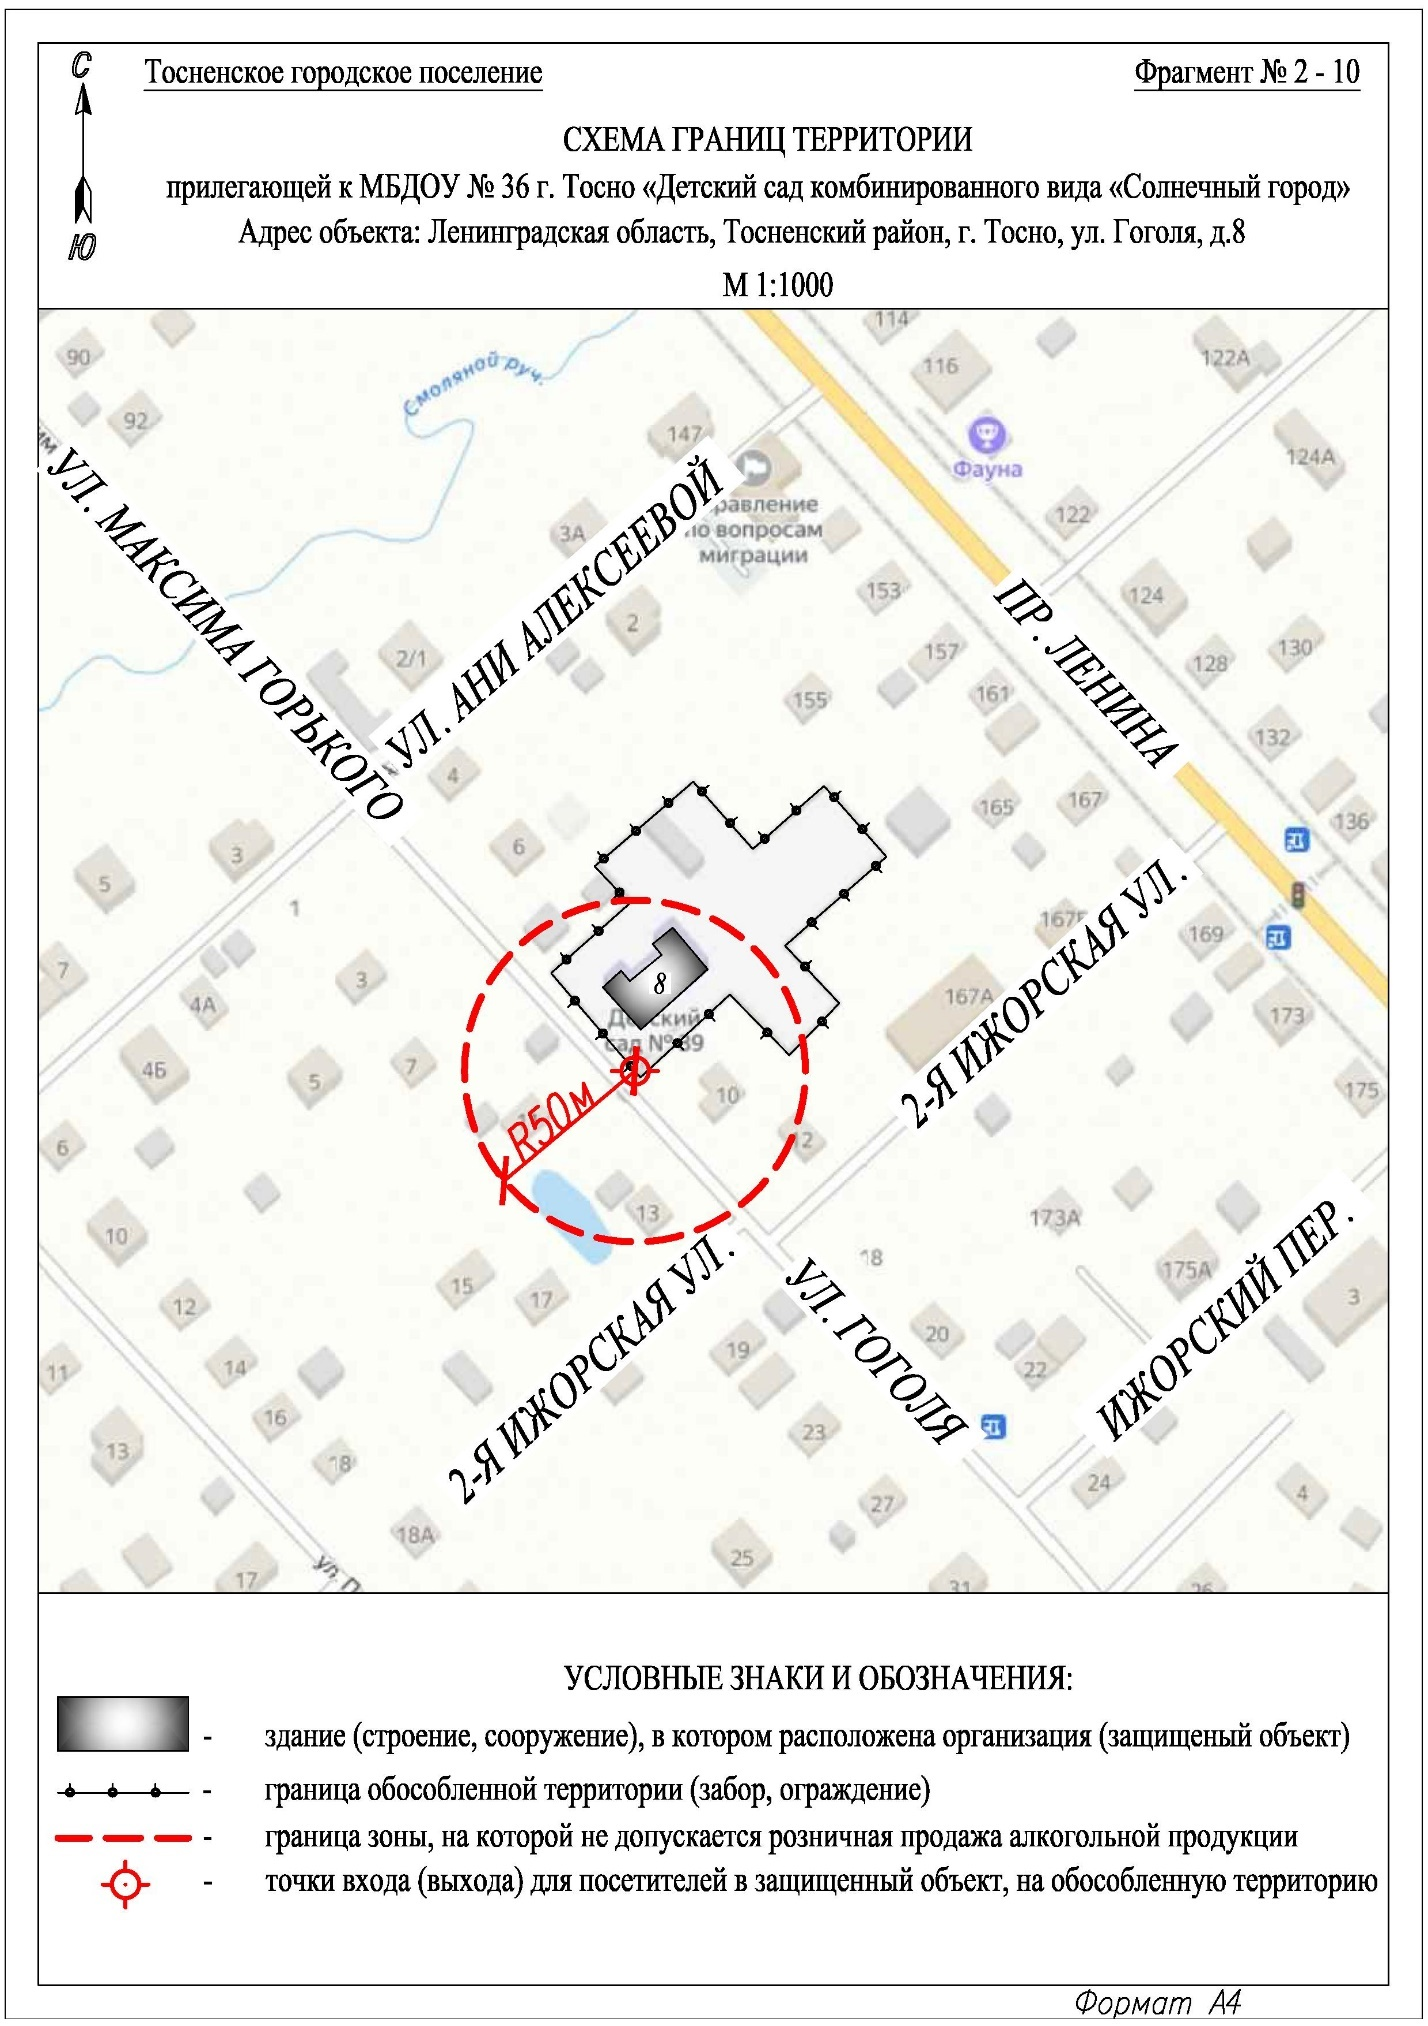 С
Тосненское городское поселение
Фрагмент № 2 - 10
Ю
СХЕМА ГРАНИЦ ТЕРРИТОРИИ
прилегающей к МБДОУ № 36 г. Тосно «Детский сад комбинированного вида «Солнечный город»
Адрес объекта: Ленинградская область, Тосненский район, г. Тосно, ул. Гоголя, д.8
М 1:1000
114
90
116
122А
Смоляной руч.
92
147
Фауна
124А
УЛ. МАКСИМА ГОРЬКОГО
УЛ. АНИ АЛЕКСЕЕВОЙ
равление
по вопросам
миграции
122
3А
153
ПР. ЛЕНИНА
124
2
130
2/1
157
128
155
161
132
4
165
167
136
6
3
5
1
169
7
3
4А
8
167А
173
2-Я ИЖОРСКАЯ УЛ.
Детский
сад № 39
4Б
7
5
10
175
R50м
6
12
13
173А
10
18
175А
ИЖОРСКИЙ ПЕР.
3
15
17
12
2-Я ИЖОРСКАЯ УЛ.
УЛ. ГОГОЛЯ
20
19
22
11
14
16
23
13
18
24
4
27
18А
25
17
ул. П
31
26
УСЛОВНЫЕ ЗНАКИ И ОБОЗНАЧЕНИЯ:
- здание (строение, сооружение), в котором расположена организация (защищеный объект)
- граница обособленной территории (забор, ограждение)
- граница зоны, на которой не допускается розничная продажа алкогольной продукции
- точки входа (выхода) для посетителей в защищенный объект, на обособленную территорию
Формат А4